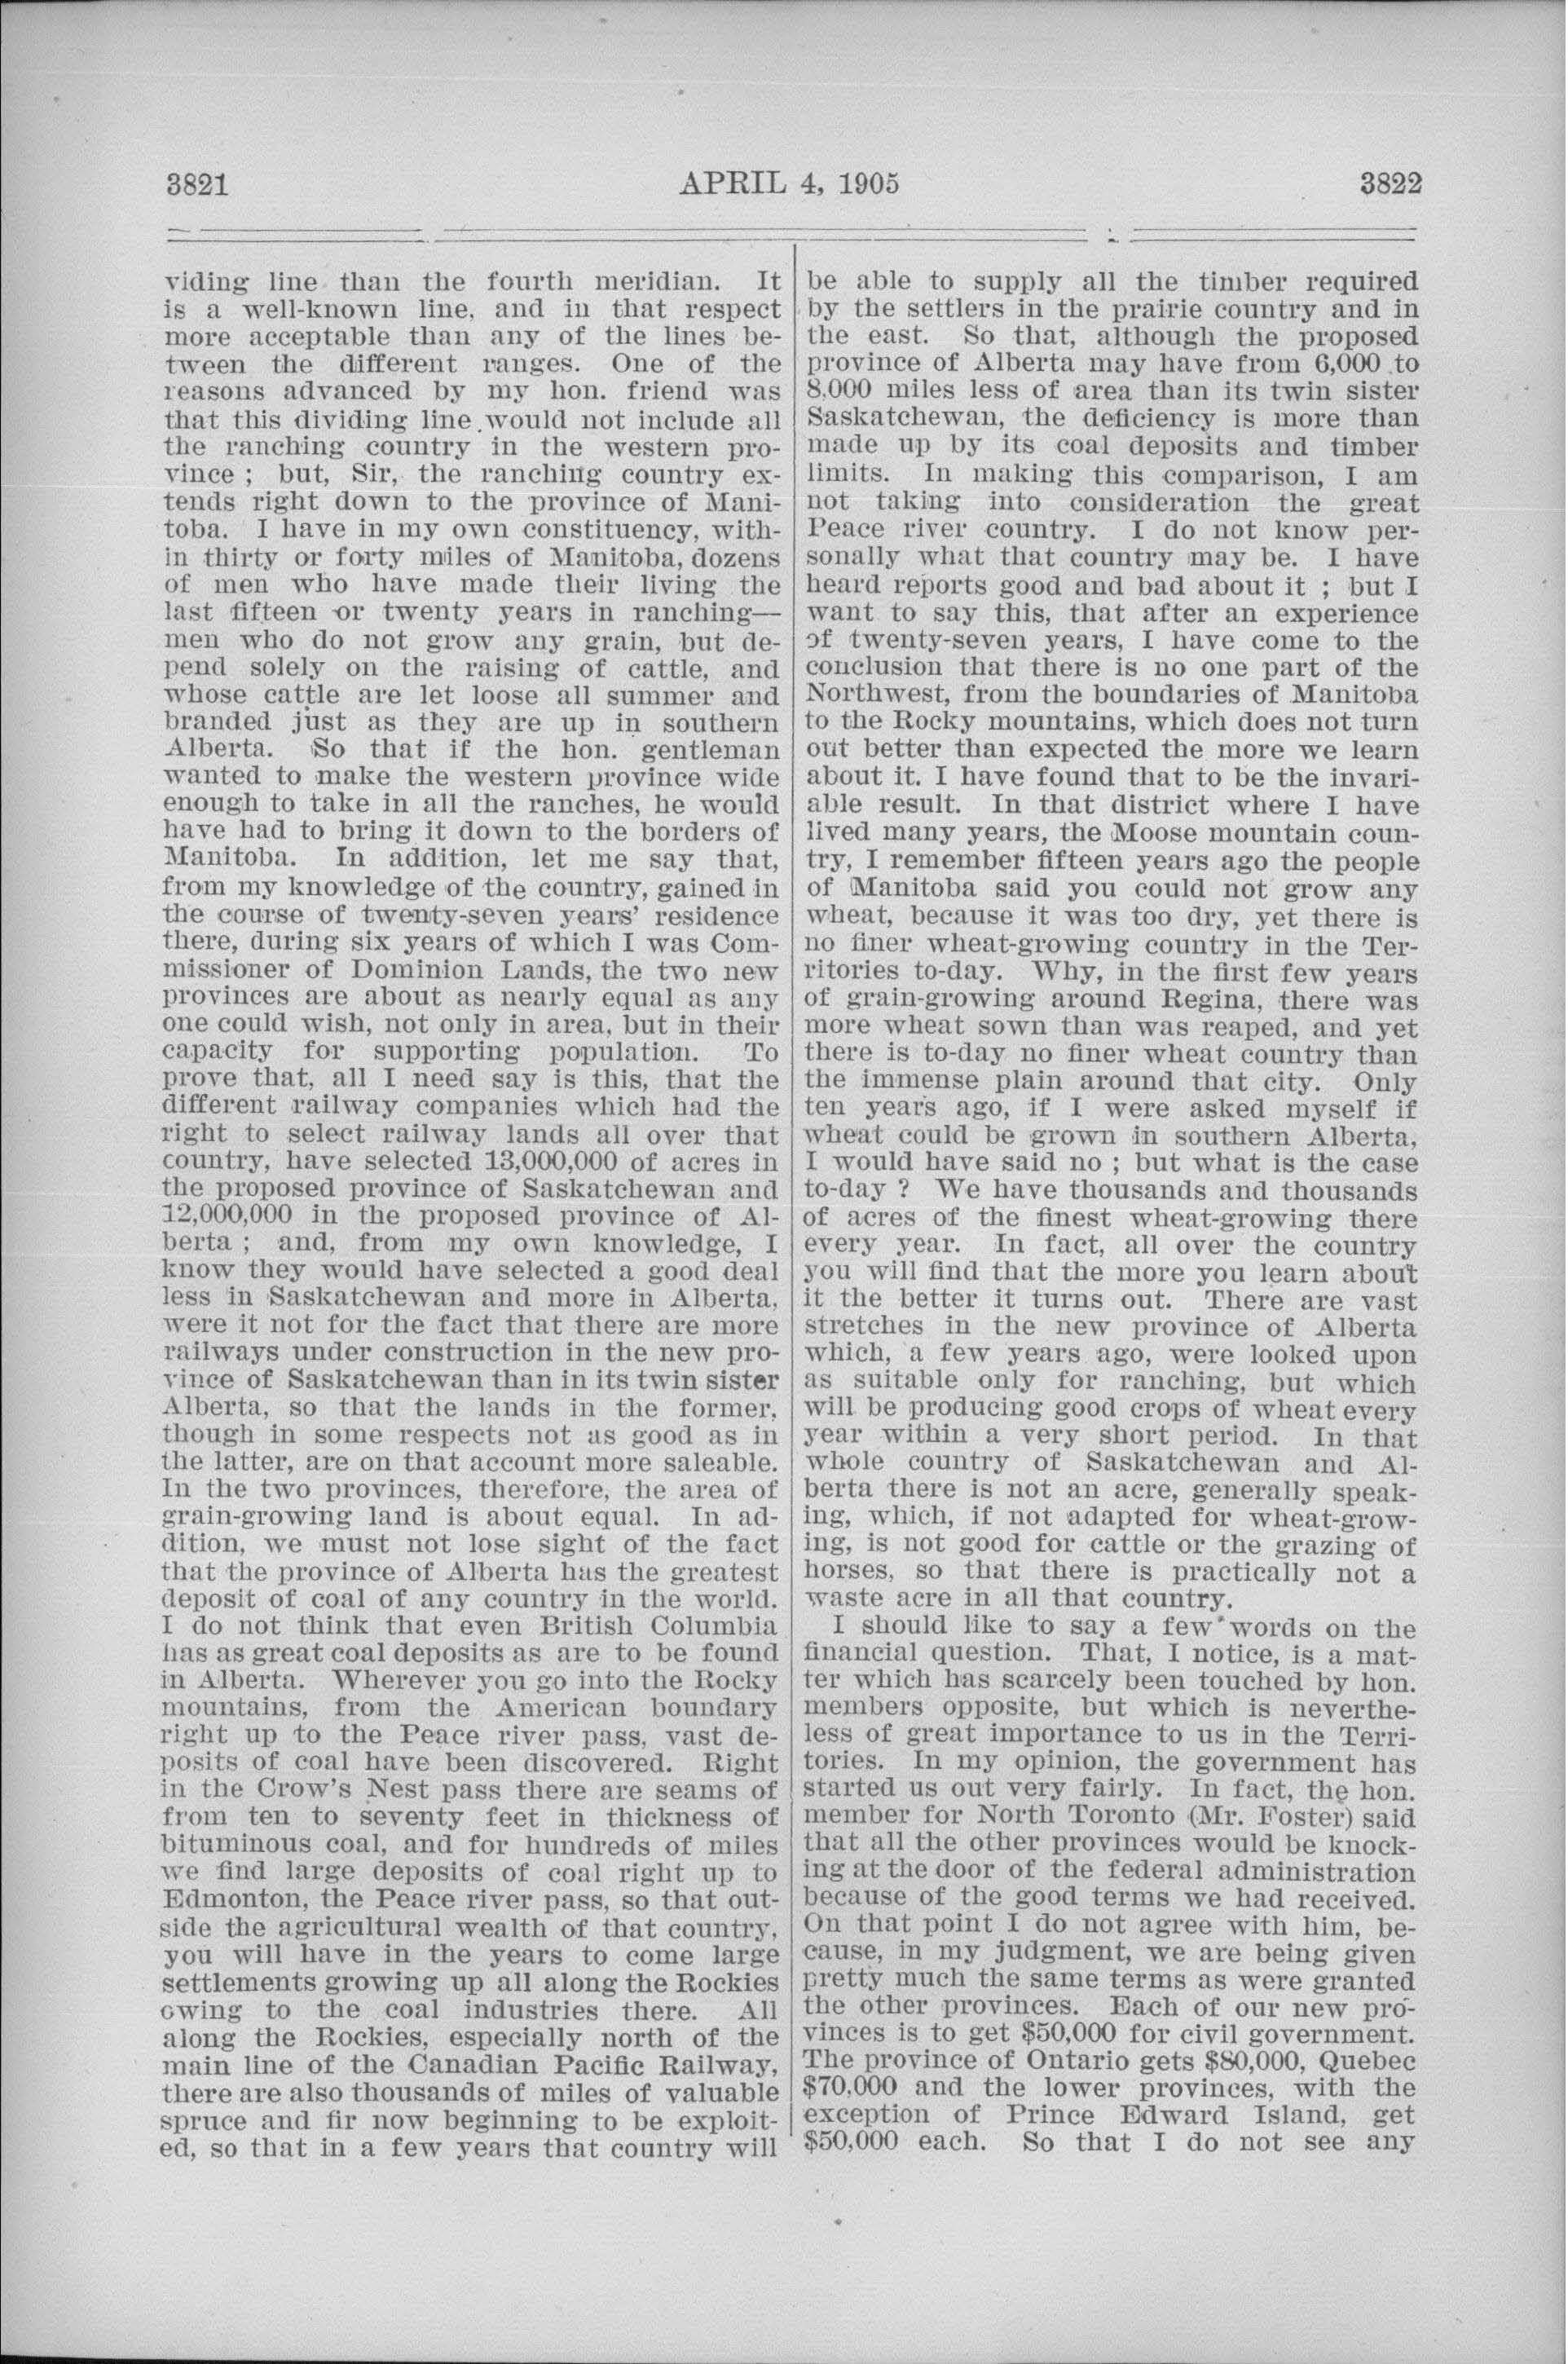 3821
APRIL 4, 1905
3822
viding line than the fourth meridian. It
is a well-known line, and in that respect
more acceptable than any of the lines be-
tween the different ranges. One of the
reasons advanced by my hon. friend was
that this dividing line would not include all
the ranching country in the western pro-
vince ; but, Sir, the ranching country ex-
tends right down to the province of Mani-
toba. I have in my own constituency, with-
in thirty or forty miles of Manitoba, dozens
of men who have made their living the
last fifteen or twenty years in ranching—
men who do not grow any grain, but de-
pend solely on the raising of cattle, and
whose cattle are let loose all summer and
branded just as they are up in southern
Alberta. So that if the hon. gentleman
wanted to make the western province wide
enough to take in all the ranches, he would
have had to bring it down to the borders of
Manitoba. In addition, let me say that,
from my knowledge of the country, gained in
the course of twenty-seven years' residence
there, during six years of which I was Com-
missioner of Dominion Lands, the two new
provinces are about as nearly equal as any
one could wish, not only in area, but in their
capacity for supporting population. To
prove that, all I need say is this, that the
different railway companies which had the
right to select railway lands all over that
country, have selected 13,000,000 of acres in
the proposed province of Saskatchewan and
12,000,000 in the proposed province of Al-
berta ; and, from my own knowledge, I
know they would have selected a good deal
less in Saskatchewan and more in Alberta,
were it not for the fact that there are more
railways under construction in the new pro-
vince of Saskatchewan than in its twin sister
Alberta, so that the lands in the former,
though in some respects not as good as in
the latter, are on that account more saleable.
In the two provinces, therefore, the area of
grain-growing land is about equal. In ad-
dition, we must not lose sight of the fact
that the province of Alberta has the greatest
deposit of coal of any country in the world.
I do not think that even British Columbia
has as great coal deposits as are to be found
in Alberta. Wherever you go into the Rocky
mountains, from the American boundary
right up to the Peace river pass, vast de-
posits of coal have been discovered. Right
in the Crow's Nest pass there are seams of
from ten to seventy feet in thickness of
bituminous coal, and for hundreds of miles
we find large deposits of coal right up to
Edmonton, the Peace river pass, so that out-
side the agricultural wealth of that country,
you will have in the years to come large
settlements growing up all along the Rockies
owing to the coal industries there. All
along the Rockies, especially north of the
main line of the Canadian Pacific Railway,
there are also thousands of miles of valuable
spruce and fir now beginning to be exploit-
ed, so that in a few years that country will
be able to supply all the timber required
by the settlers in the prairie country and in
the east. So that, although the proposed
province of Alberta may have from 6,000 to
8,000 miles less of area than its twin sister
Saskatchewan, the deficiency is more than
made up by its coal deposits and timber
limits. In making this comparison, I am
not taking into consideration the great
Peace river country. I do not know per-
sonally what that country may be. I have
heard reports good and bad about it ; but I
want to say this, that after an experience
of twenty-seven years, I have come to the
conclusion that there is no one part of the
Northwest, from the boundaries of Manitoba
to the Rocky mountains, which does not turn
out better than expected the more we learn
about it. I have found that to be the invari-
able result. In that district where I have
lived many years, the Moose mountain coun-
try, I remember fifteen years ago the people
of Manitoba said you could not grow any
wheat, because it was too dry, yet there is
no finer wheat-growing country in the Ter-
ritories to-day. Why, in the first few years
of grain-growing around Regina, there was
more wheat sown than was reaped, and yet
there is to-day no finer wheat country than
the immense plain around that city. Only
ten years ago, if I were asked myself if
wheat could be grown in southern Alberta,
I would have said no ; but what is the case
to-day ? We have thousands and thousands
of acres of the finest wheat-growing there
every year. In fact, all over the country
you will find that the more you learn about
it the better it turns out. There are vast
stretches in the new province of Alberta
which, a few years ago, were looked upon
as suitable only for ranching, but which
will be producing good crops of wheat every
year within a very short period. In that
whole country of Saskatchewan and Al-
berta there is not an acre, generally speak-
ing, which, if not adapted for wheat-grow-
ing, is not good for cattle or the grazing of
horses, so that there is practically not a
waste acre in all that country.
I should like to say a few words on the
financial question. That, I notice, is a mat-
ter which has scarcely been touched by hon.
members opposite, but which is neverthe-
less of great importance to us in the Terri-
tories. In my opinion, the government has
started us out very fairly. In fact, the hon.
member for North Toronto (Mr. Foster) said
that all the other provinces would be knock-
ing at the door of the federal administration
because of the good terms we had received.
On that point I do not agree with him, be-
cause, in my judgment, we are being given
pretty much the same terms as were granted
the other provinces. Each of our new pro-
vinces is to get $50,000 for civil government.
The province of Ontario gets $80,000, Quebec
$70,000 and the lower provinces, with the
exception of Prince Edward Island, get
$50,000 each. So that I do not see any